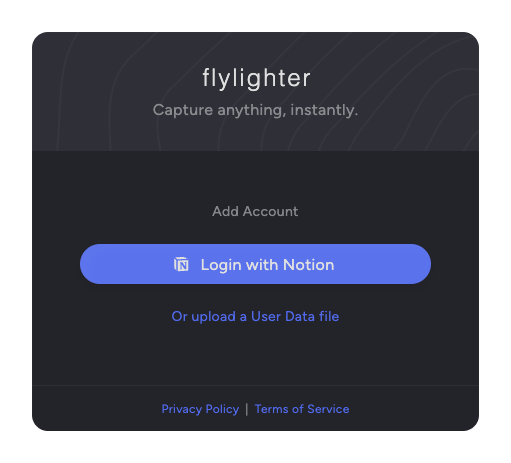 flylighter
Capture anything, instantly.
Add Account
Login with Notion
Or upload a User Data file
Privacy Policy | Terms of Service